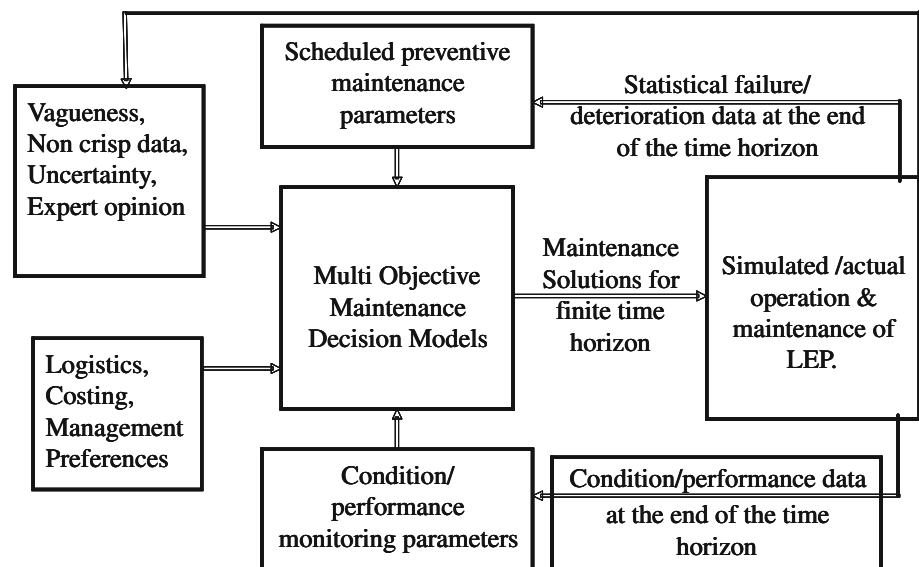 Scheduled preventive
maintenance
parameters
Statistical failure/
deterioration data at the end
of the time horizon
Vagueness,
Non crisp data,
Uncertainty,
Expert opinion
Multi Objective
Maintenance
Decision Models
Maintenance
Solutions for
finite time
horizon
Simulated /actual
operation &
maintenance of
LEP.
Logistics,
Costing,
Management
Preferences
Condition/
performance
monitoring parameters
Condition/performance data
at the end of the time
horizon